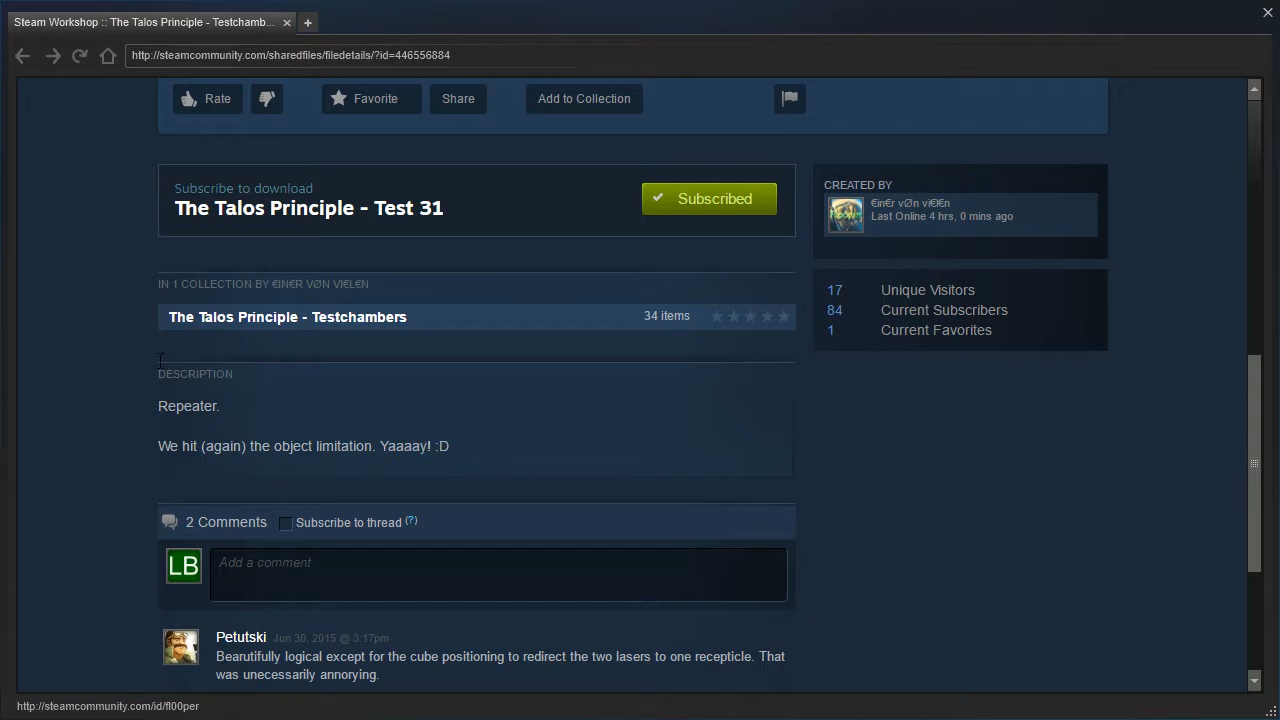 Steam Workshop :: The Talos Principle - Testchamb...
http://steamcommunity.com/sharedfiles/filedetails/?id=446556884
Rate
Favorite
Share
Add to Collection
Subscribe to download
The Talos Principle - Test 31
Subscribed
CREATED BY
€in€r vØn vi€l€n
Last Online 4 hrs, 0 mins ago
IN 1 COLLECTION BY €IN€R VØN VI€L€N
The Talos Principle - Testchambers
34 items
17 Unique Visitors
84 Current Subscribers
1 Current Favorites
DESCRIPTION
Repeater.
We hit (again) the object limitation. Yaaaay! :D
2 Comments
Subscribe to thread (?)
LB
Add a comment
Petutski Jun 30, 2015 @ 3:17pm
Bearutifully logical except for the cube positioning to redirect the two lasers to one recepticle. That
was unecessarily annorying.
http://steamcommunity.com/id/fl00per